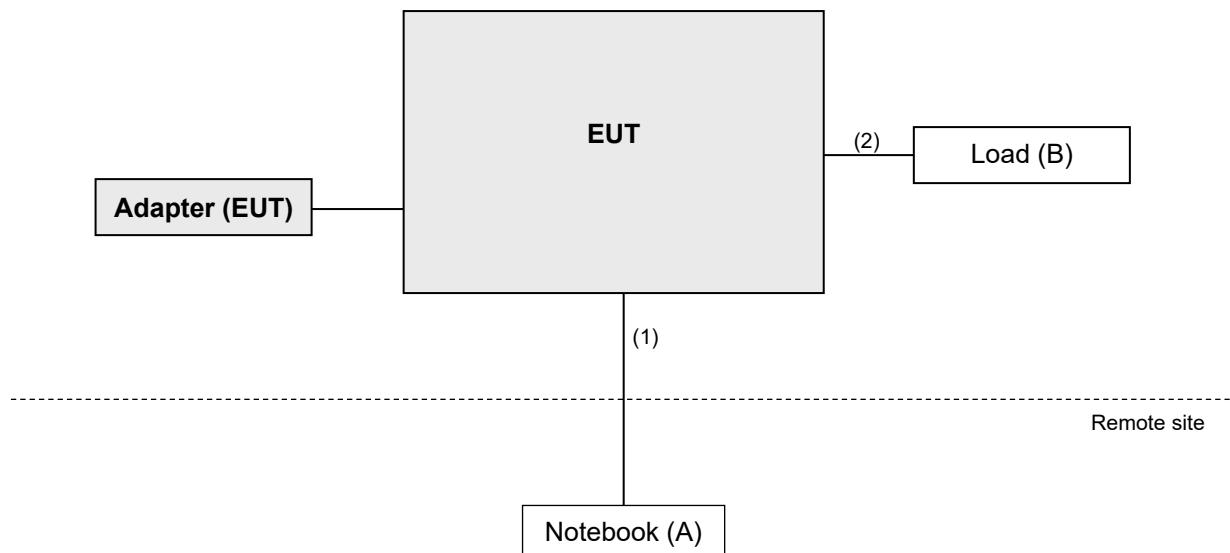 EUT
(2)
Load (B)
Adapter (EUT)
(1)
Remote site
Notebook (A)